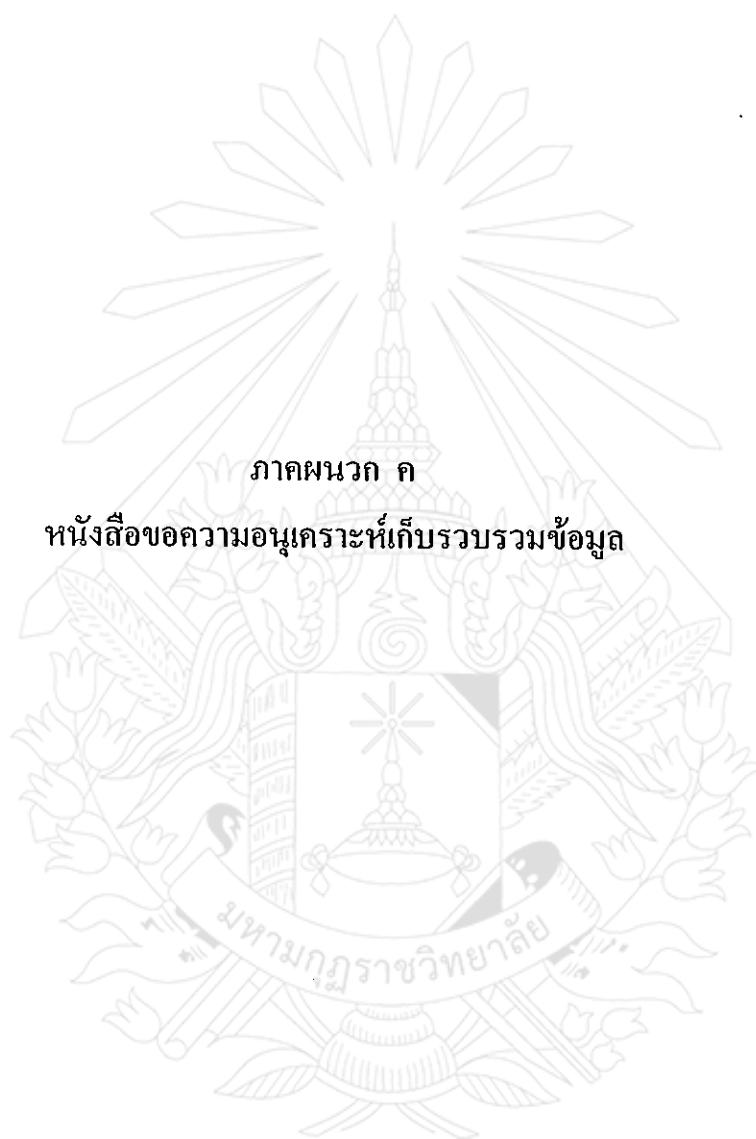 ภาคผนวก ค
หนังสือขอความอนุเคราะห์เก็บรวบรวมข้อมูล
มหามกุฏราชวิทยาลัย